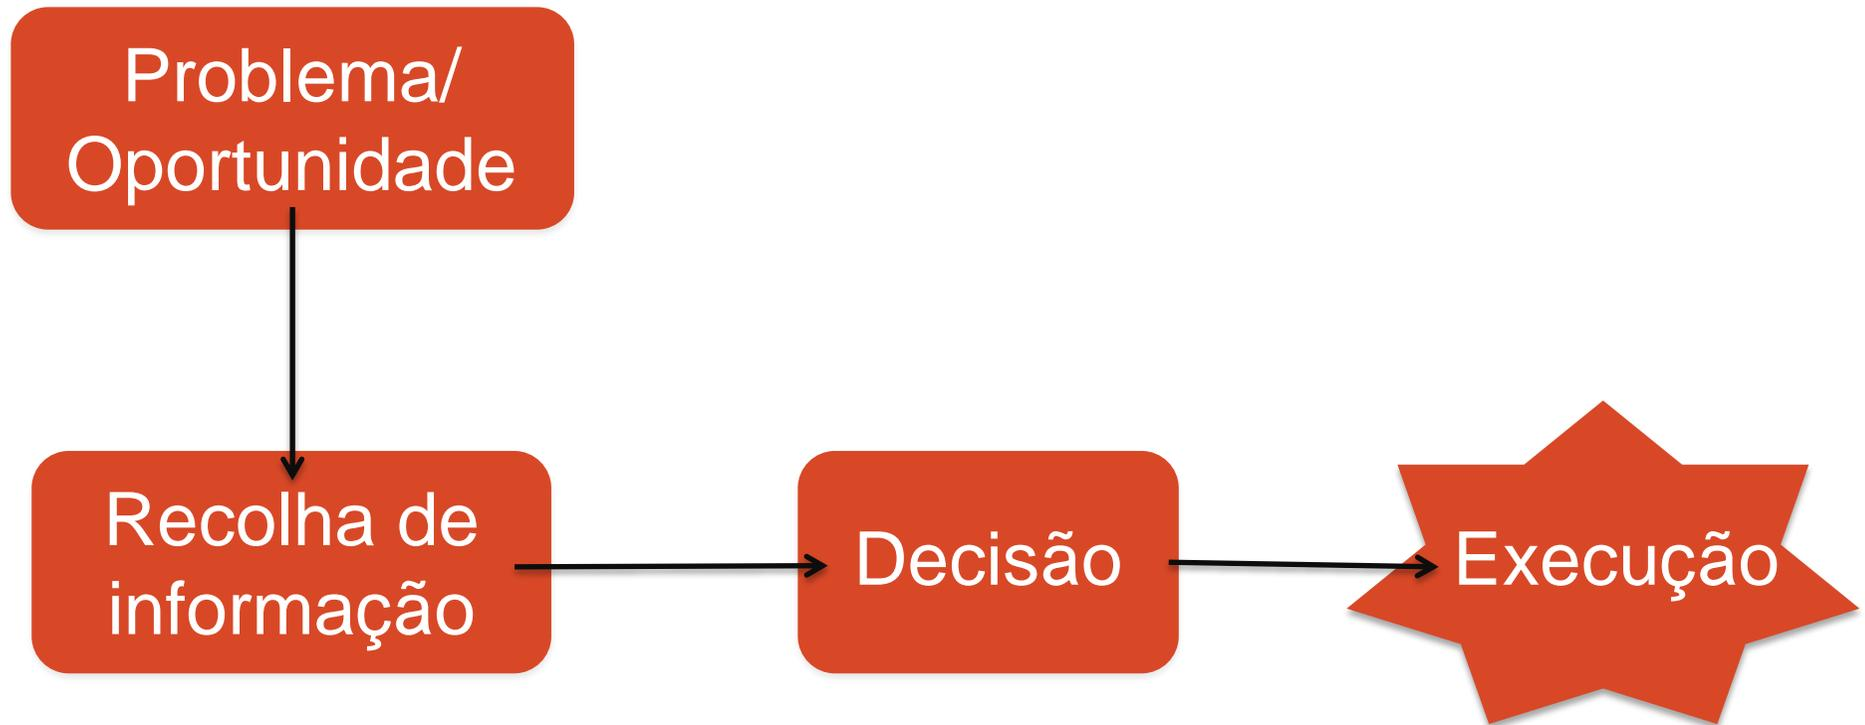 Problema/
Oportunidade
Recolha de
informação
Decisão
Execução